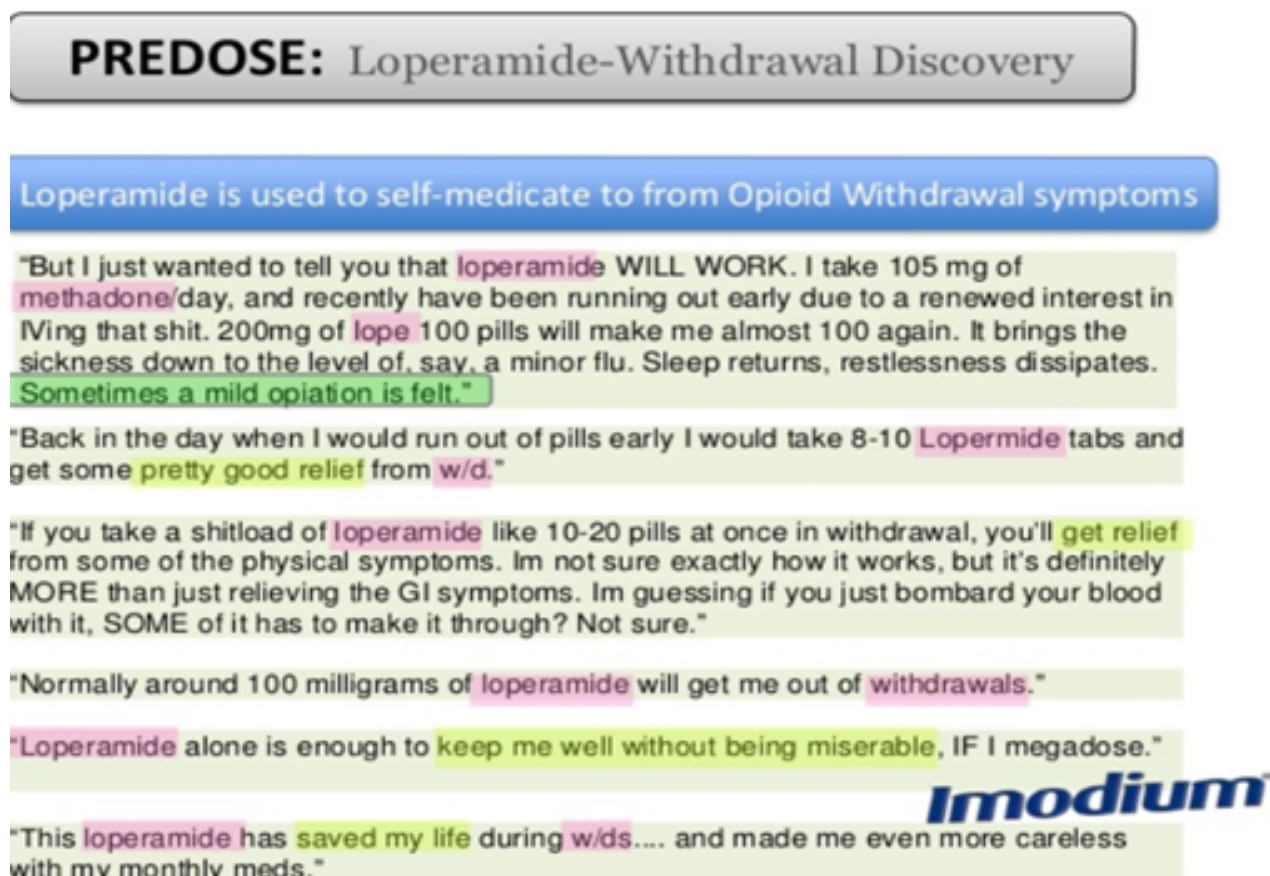 PREDOSE: Loperamide-Withdrawal Discovery
Loperamide is used to self-medicate to from Opioid Withdrawal symptoms
"But I just wanted to tell you that loperamide WILL WORK. I take 105 mg of
methadone/day, and recently have been running out early due to a renewed interest in
IVing that shit. 200mg of lope 100 pills will make me almost 100 again. It brings the
sickness down to the level of, say, a minor flu. Sleep returns, restlessness dissipates.
Sometimes a mild opiation is felt."
"Back in the day when I would run out of pills early I would take 8-10 Lopermide tabs and
get some pretty good relief from w/d."
"If you take a shitload of loperamide like 10-20 pills at once in withdrawal, you'll get relief
from some of the physical symptoms. Im not sure exactly how it works, but it's definitely
MORE than just relieving the GI symptoms. Im guessing if you just bombard your blood
with it, SOME of it has to make it through? Not sure."
"Normally around 100 milligrams of loperamide will get me out of withdrawals."
"Loperamide alone is enough to keep me well without being miserable, IF I megadose."
Imodium
"This loperamide has saved my life during w/ds.... and made me even more careless
with my monthly meds."